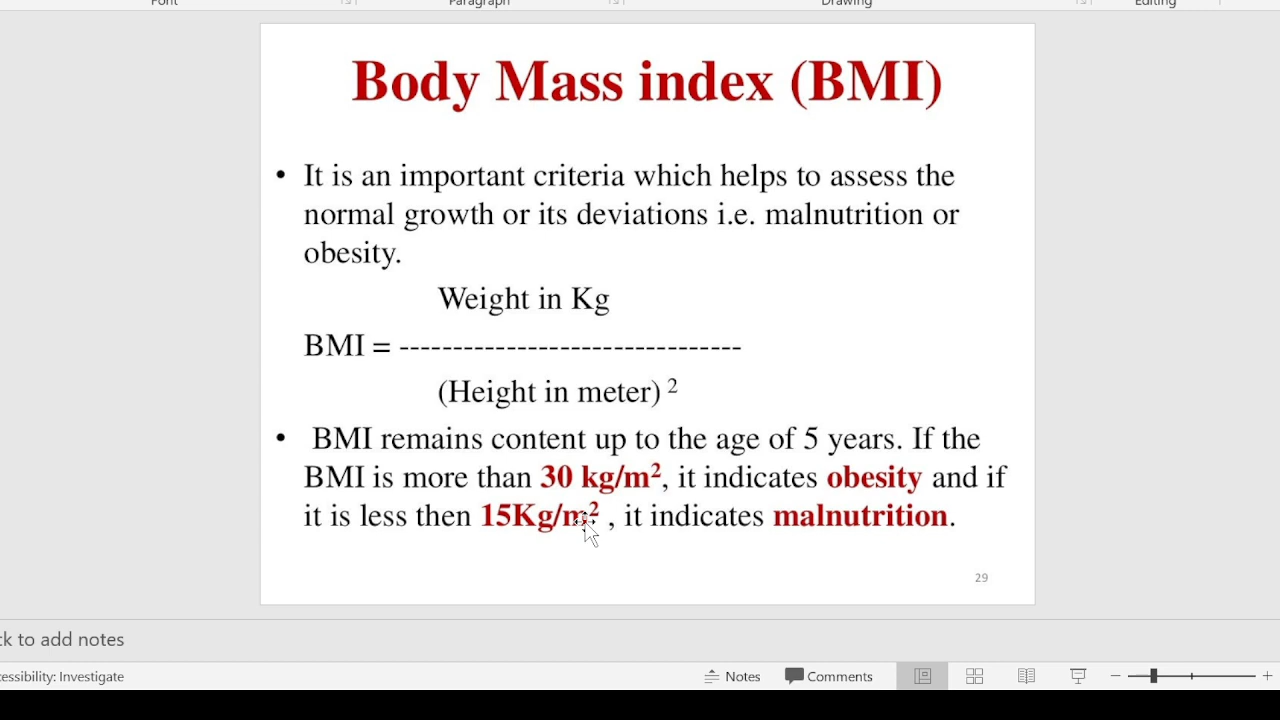 Font Paragraph Drawing Editing
Body Mass index (BMI)
• It is an important criteria which helps to assess the
normal growth or its deviations i.e. malnutrition or
obesity.
Weight in Kg
BMI = --------------------------------
(Height in meter) 2
• BMI remains content up to the age of 5 years. If the
BMI is more than 30 kg/m2, it indicates obesity and if
it is less then 15Kg/m2 , it indicates malnutrition.
29
ck to add notes
cessibility: Investigate Notes Comments